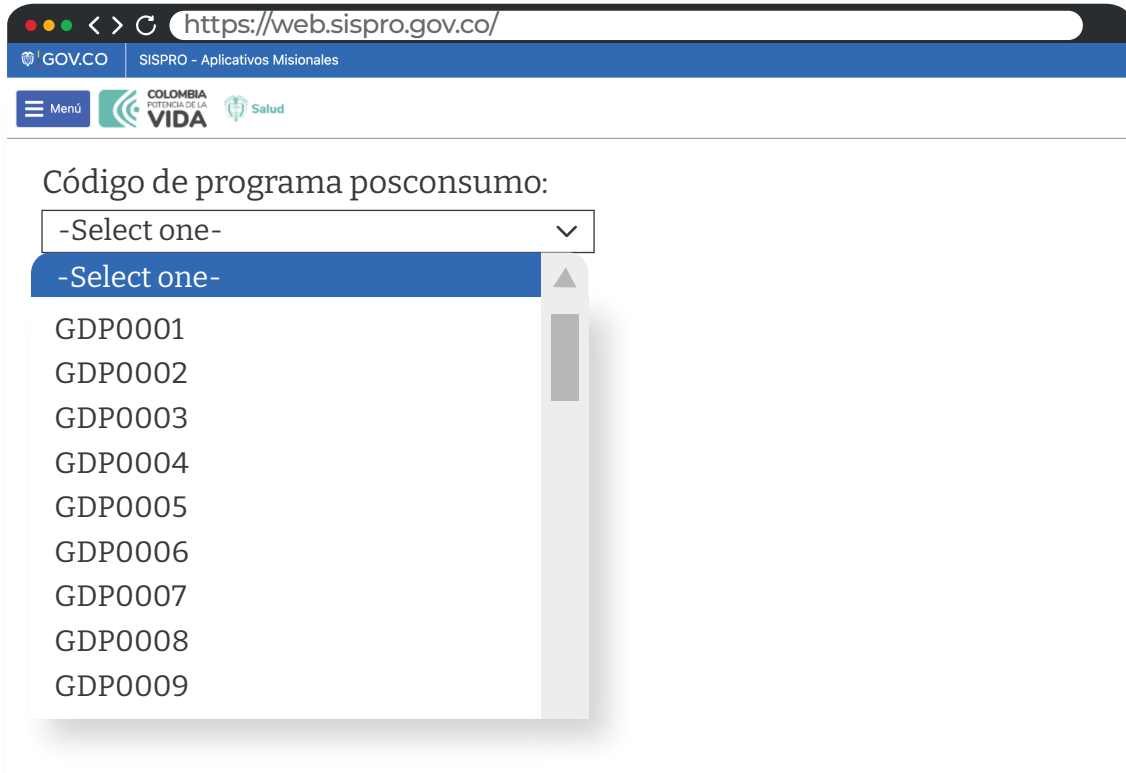 https://web.sispro.gov.co/
GOV.CO SISPRO - Aplicativos Misionales
Menú
COLOMBIA
POTENCIA DE LA
VIDA
Salud
Código de programa posconsumo:
-Select one-
-Select one-
GDP0001
GDP0002
GDP0003
GDP0004
GDP0005
GDP0006
GDP0007
GDP0008
GDP0009